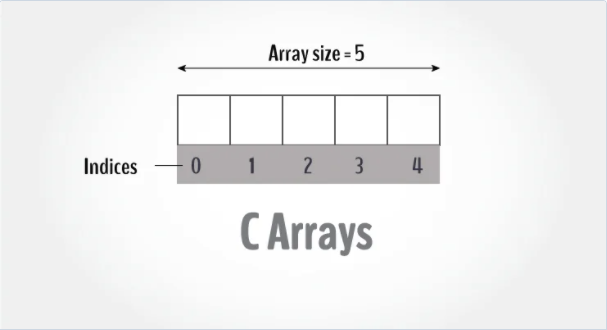 Array size = 5
Indices 0 1 2 3 4
C Arrays